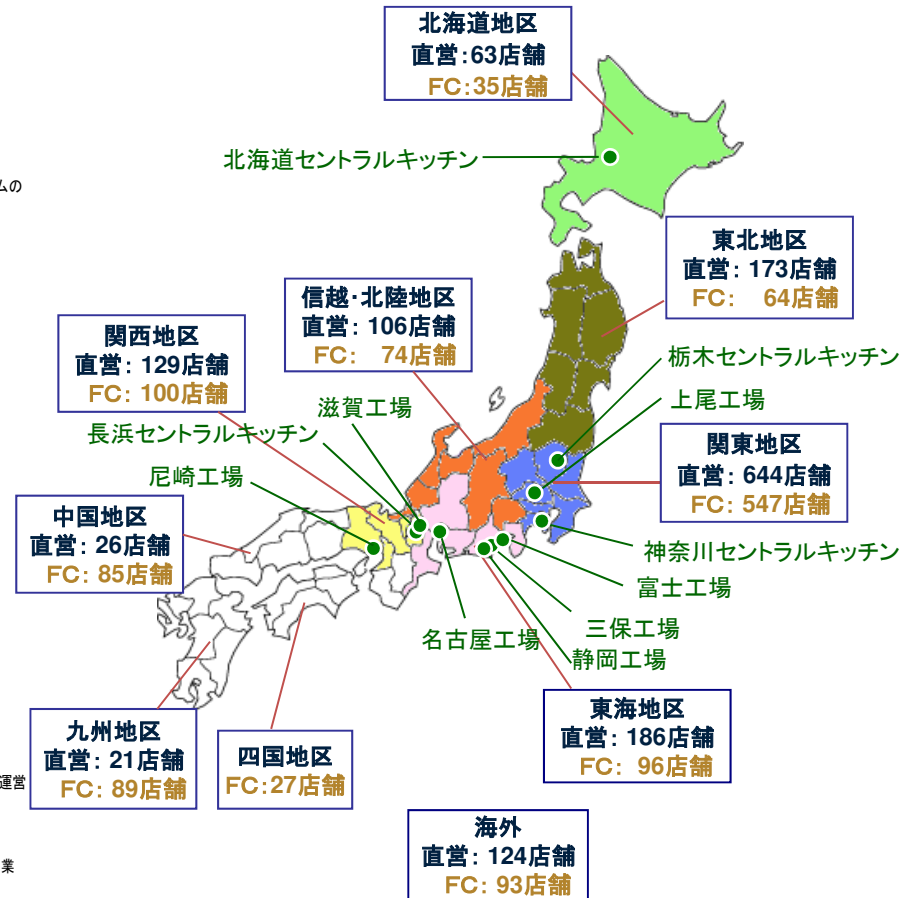 北海道地区
直営:63店舗
FC:35店舗
北海道セントラルキッチン
ムの
東北地区
直営: 173店舗
FC: 64店舗
信越・北陸地区
直営: 106店舗
FC: 74店舗
関西地区
直営: 129店舗
FC: 100店舗
栃木セントラルキッチン
上尾工場
滋賀工場
長浜セントラルキッチン
関東地区
直営: 644店舗
FC: 547店舗
尼崎工場
中国地区
直営: 26店舗
FC: 85店舗
神奈川セントラルキッチン
富士工場
三保工場
名古屋工場
静岡工場
東海地区
直営: 186店舗
FC: 96店舗
九州地区
直営: 21店舗
FC: 89店舗
四国地区
FC:27店舗
運営
海外
直営: 124店舗
FC: 93店舗
業